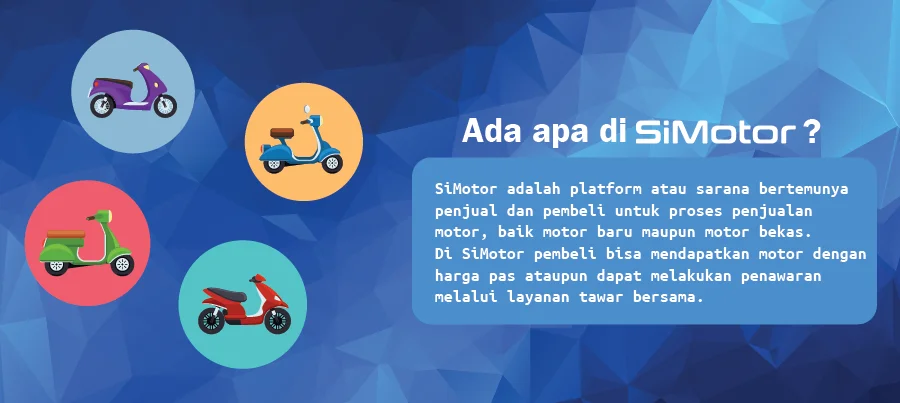 Ada apa di SiMotor ?
SiMotor adalah platform atau sarana bertemunya
penjual dan pembeli untuk proses penjualan
motor, baik motor baru maupun motor bekas.
Di SiMotor pembeli bisa mendapatkan motor dengan
harga pas ataupun dapat melakukan penawaran
melalui layanan tawar bersama.